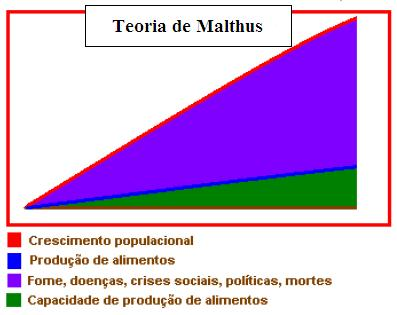 Teoria de Malthus
Crescimento populacional
Produção de alimentos
Fome, doenças, crises sociais, políticas, mortes
Capacidade de produção de alimentos